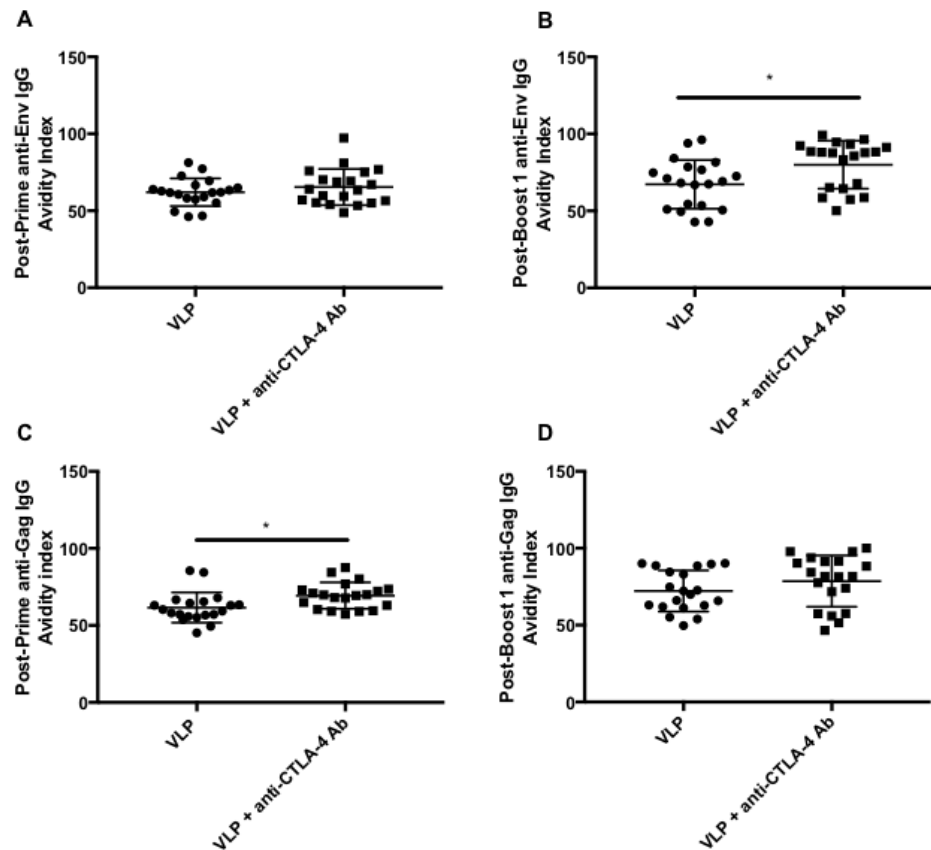 A
Post-Prime anti-Env IgG
Avidity Index
150
100
50
0
VLP
VLP + anti-CTLA-4 Ab
B
Post-Boost 1 anti-Env IgG
Avidity Index
150
100
50
0
*
VLP
VLP + anti-CTLA-4 Ab
C
Post-Prime anti-Gag IgG
Avidity index
150
100
50
0
*
VLP
VLP + anti-CTLA-4 Ab
D
Post-Boost 1 anti-Gag IgG
Avidity Index
150
100
50
0
VLP
VLP + anti-CTLA-4 Ab